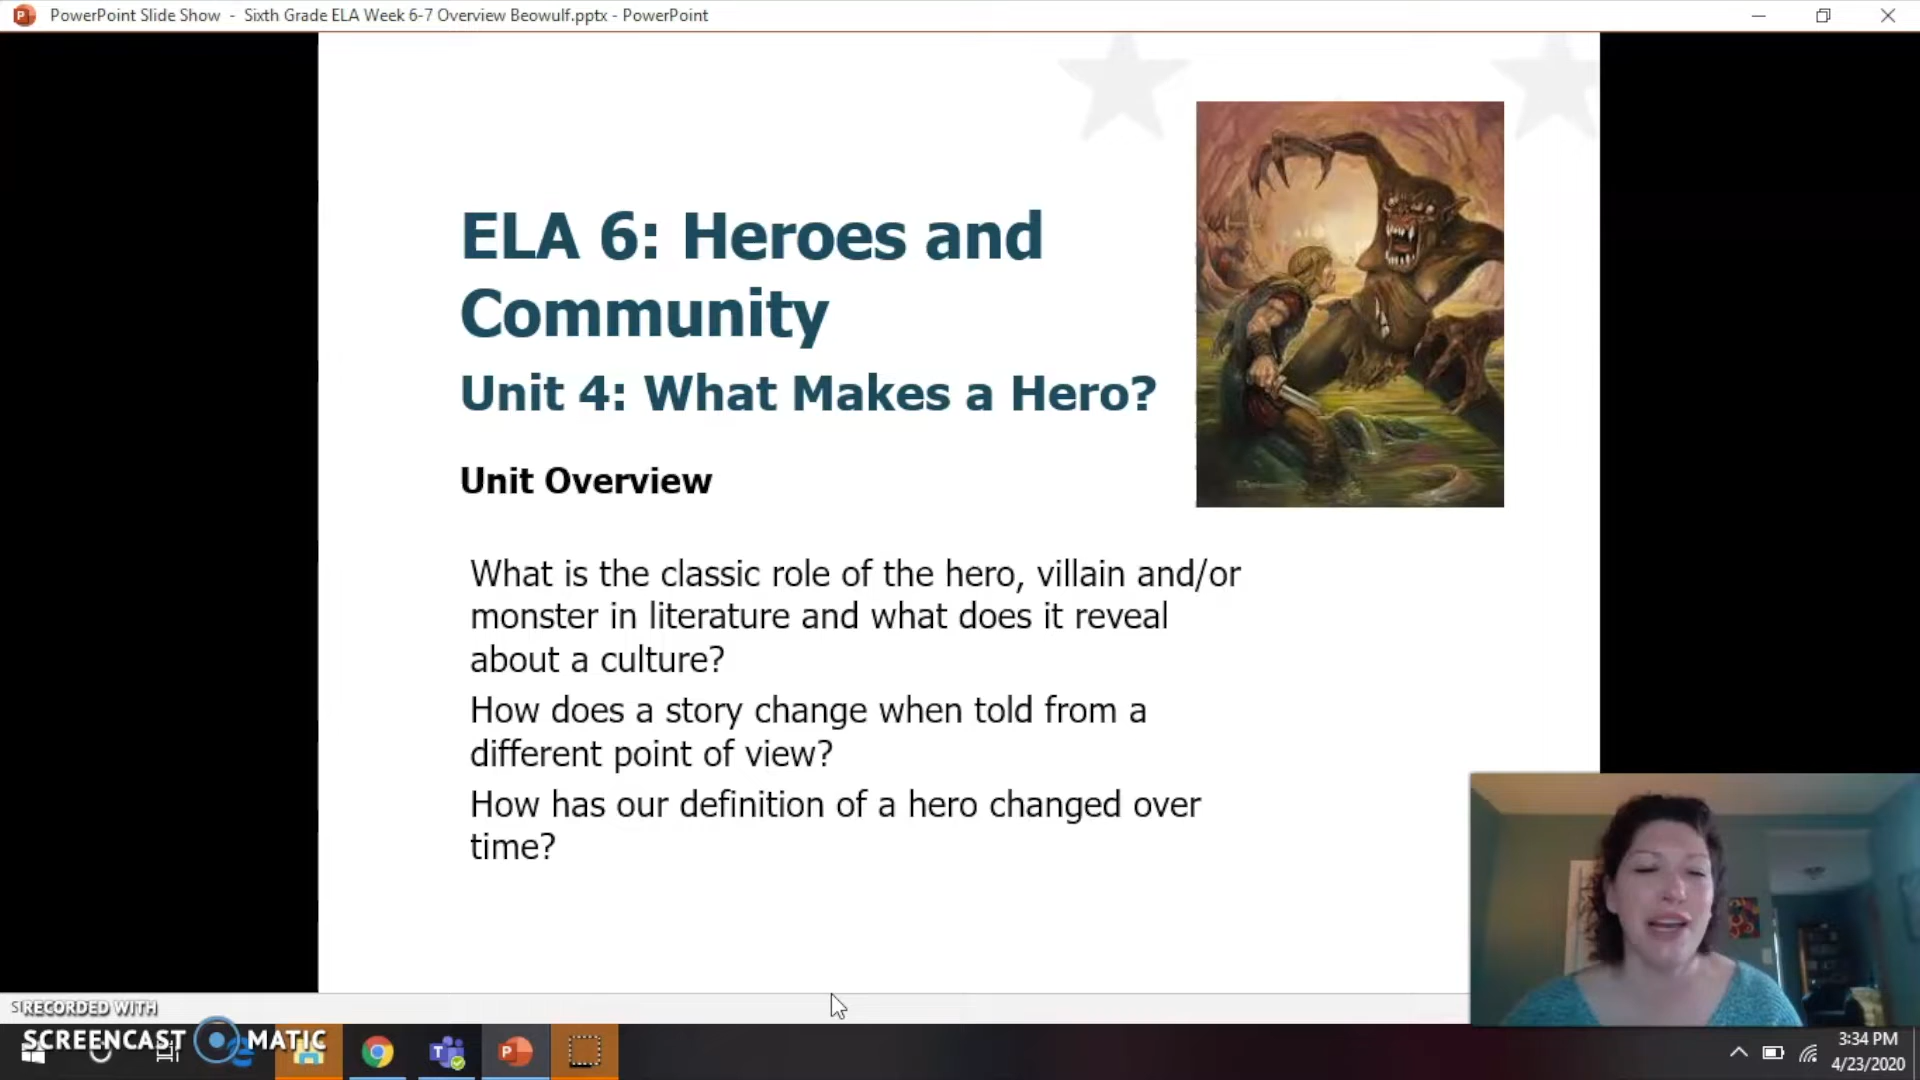 PowerPoint Slide Show - Sixth Grade ELA Week 6-7 Overview Beowulf.pptx - PowerPoint
ELA 6: Heroes and
Community
Unit 4: What Makes a Hero?
Unit Overview
What is the classic role of the hero, villain and/or
monster in literature and what does it reveal
about a culture?
How does a story change when told from a
different point of view?
How has our definition of a hero changed over
time?
RECORDED WITH
SCREENCAST MATIC
3:34 PM
4/23/2020